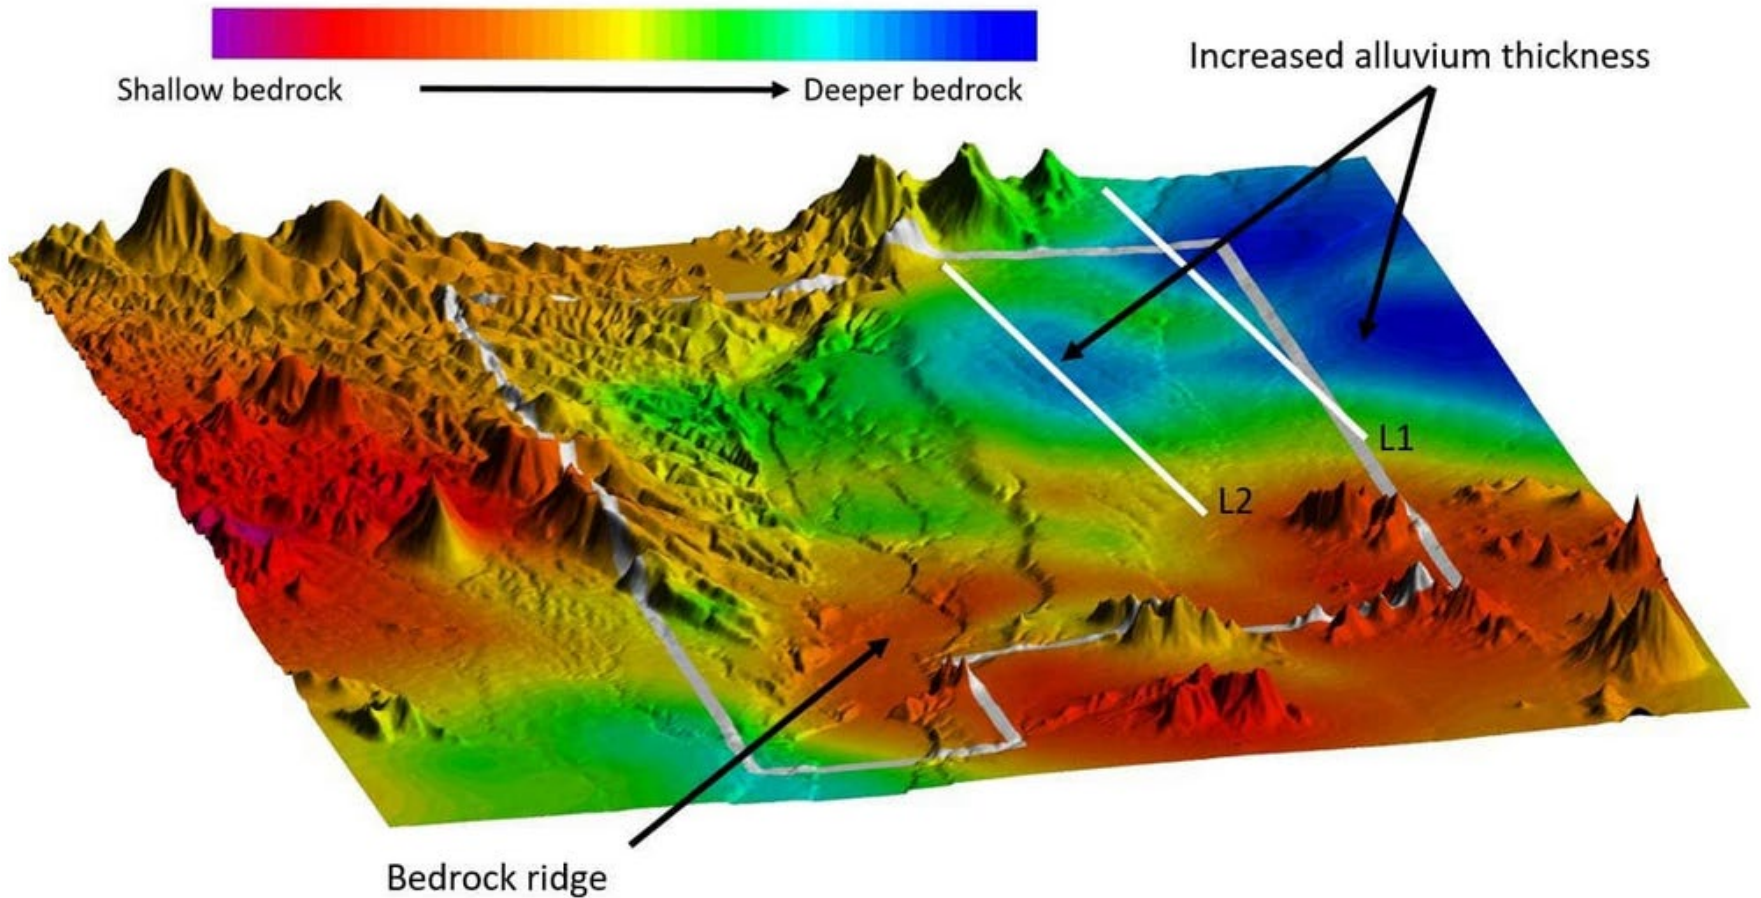 Increased alluvium thickness
Shallow bedrock
Deeper bedrock
L1
L2
Bedrock ridge